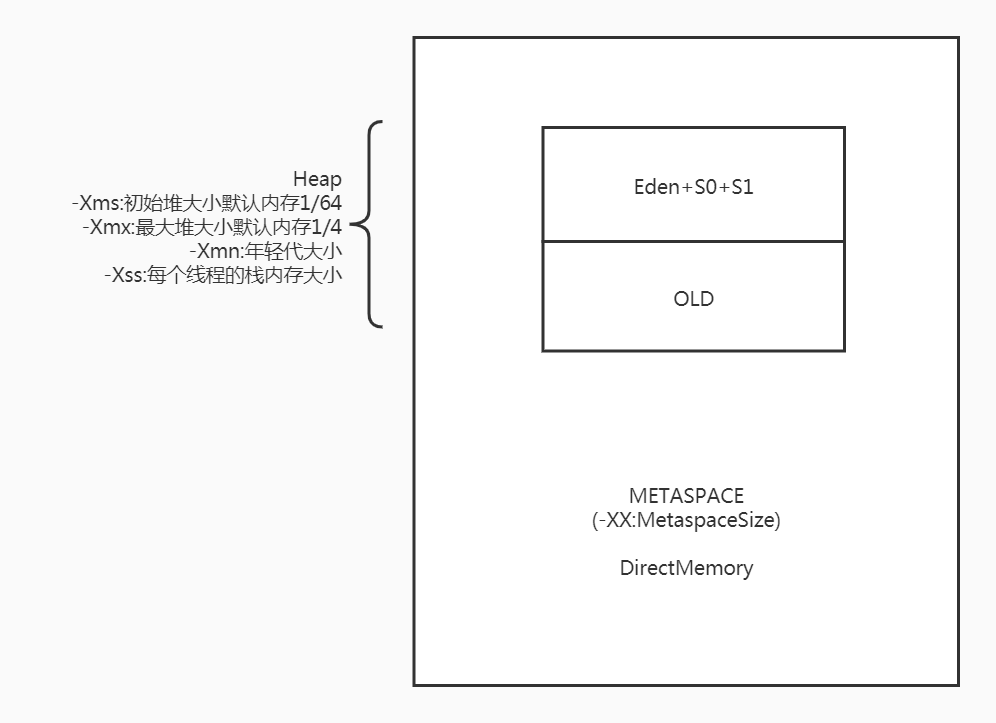 Heap
-Xms:初始堆大小默认内存1/64
-Xmx:最大堆大小默认内存1/4
-Xmn:年轻代大小
-Xss:每个线程的栈内存大小
Eden+S0+S1
OLD
METASPACE
(-XX:MetaspaceSize)
DirectMemory